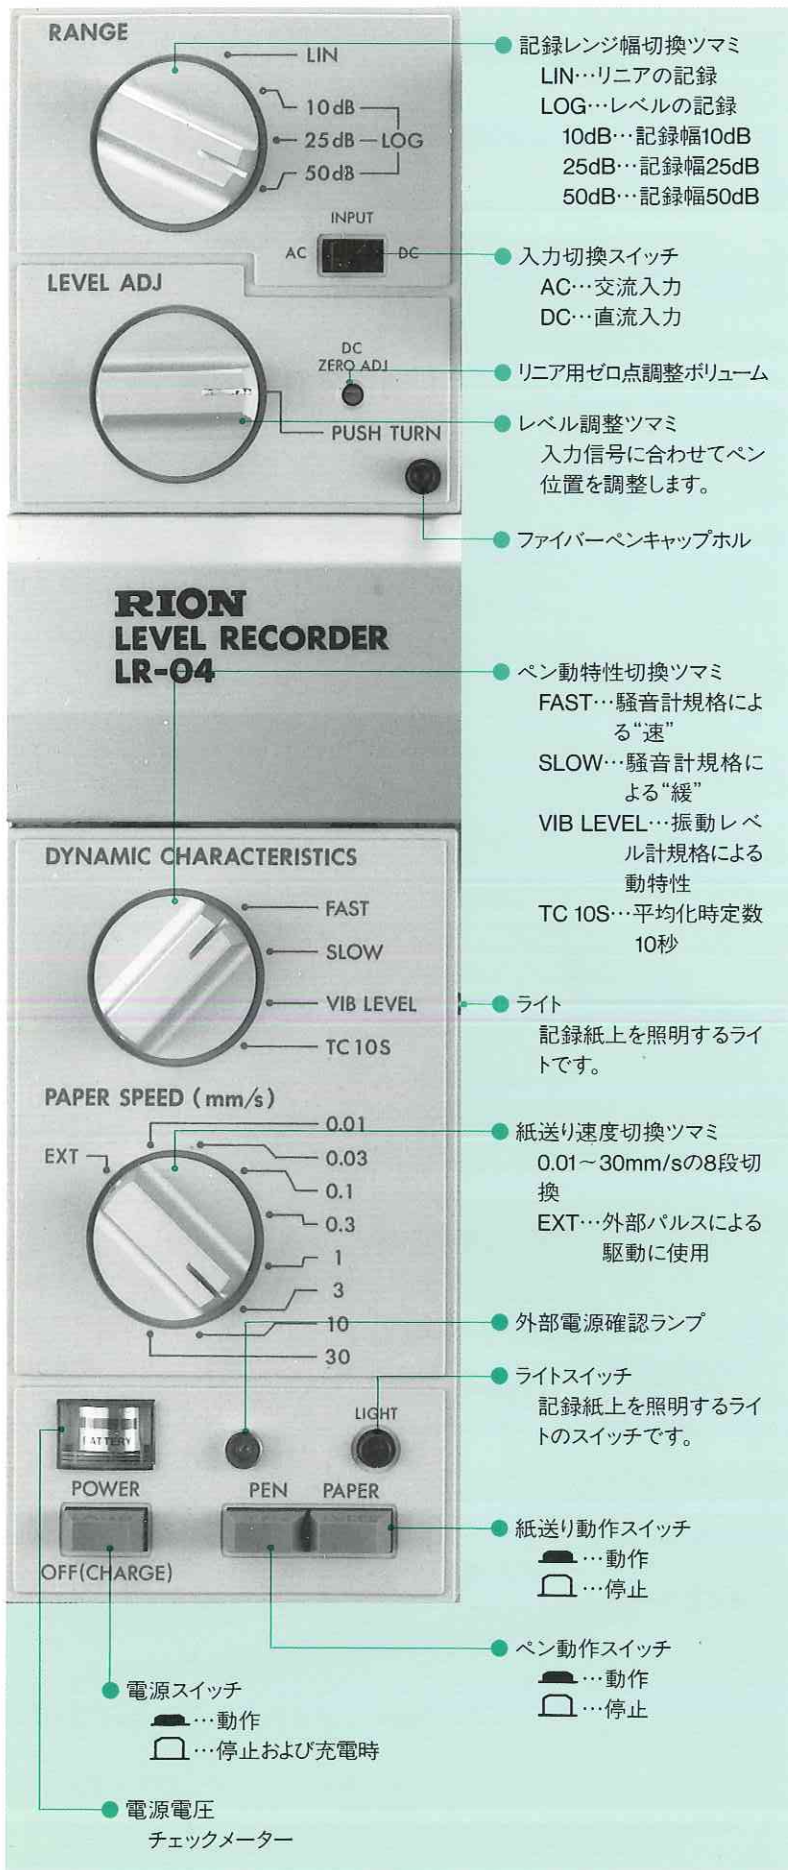 RANGE
LIN
10dB
25dB
LOG
50dB
INPUT
AC
DC
LEVEL ADJ
DC
ZERO ADJ
PUSH TURN
RION
LEVEL RECORDER
LR-04
DYNAMIC CHARACTERISTICS
FAST
SLOW
VIB LEVEL
TC 10S
PAPER SPEED (mm/s)
EXT
0.01
0.03
0.1
0.3
1
3
10
30
BATTERY
LIGHT
POWER
PEN
PAPER
OFF(CHARGE)
記録レンジ幅切換ツマミ
LIN…リニアの記録
LOG…レベルの記録
10dB…記録幅10dB
25dB…記録幅25dB
50dB…記録幅50dB
入力切換スイッチ
AC…交流入力
DC…直流入力
リニア用ゼロ点調整ボリューム
レベル調整ツマミ
入力信号に合わせてペン
位置を調整します。
ファイバーペンキャップホル
ペン動特性切換ツマミ
FAST…騒音計規格によ
る“速”
SLOW…騒音計規格に
よる“緩”
VIB LEVEL…振動レベ
ル計規格による
動特性
TC 10S…平均化時定数
10秒
ライト
記録紙上を照明するライ
トです。
紙送り速度切換ツマミ
0.01～30mm/sの8段切
換
EXT…外部パルスによる
駆動に使用
外部電源確認ランプ
ライトスイッチ
記録紙上を照明するライ
トのスイッチです。
紙送り動作スイッチ
…動作
…停止
ペン動作スイッチ
…動作
…停止
電源スイッチ
…動作
…停止および充電時
電源電圧
チェックメーター